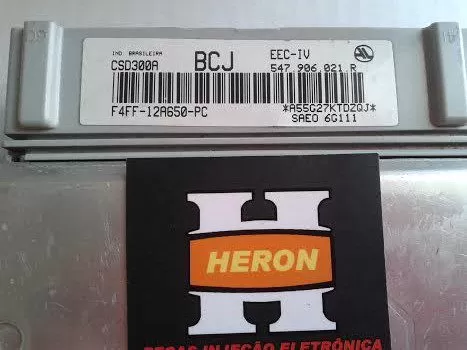 IND. BRASILEIRA
CSD300A
BCJ
EEC-IV
547.906.021.R
F4FF-12A650-PC
*A55G27KTDZQJ*
SAEO 6G111
HERON
PEÇAS INJEÇÃO ELETRÔNICA